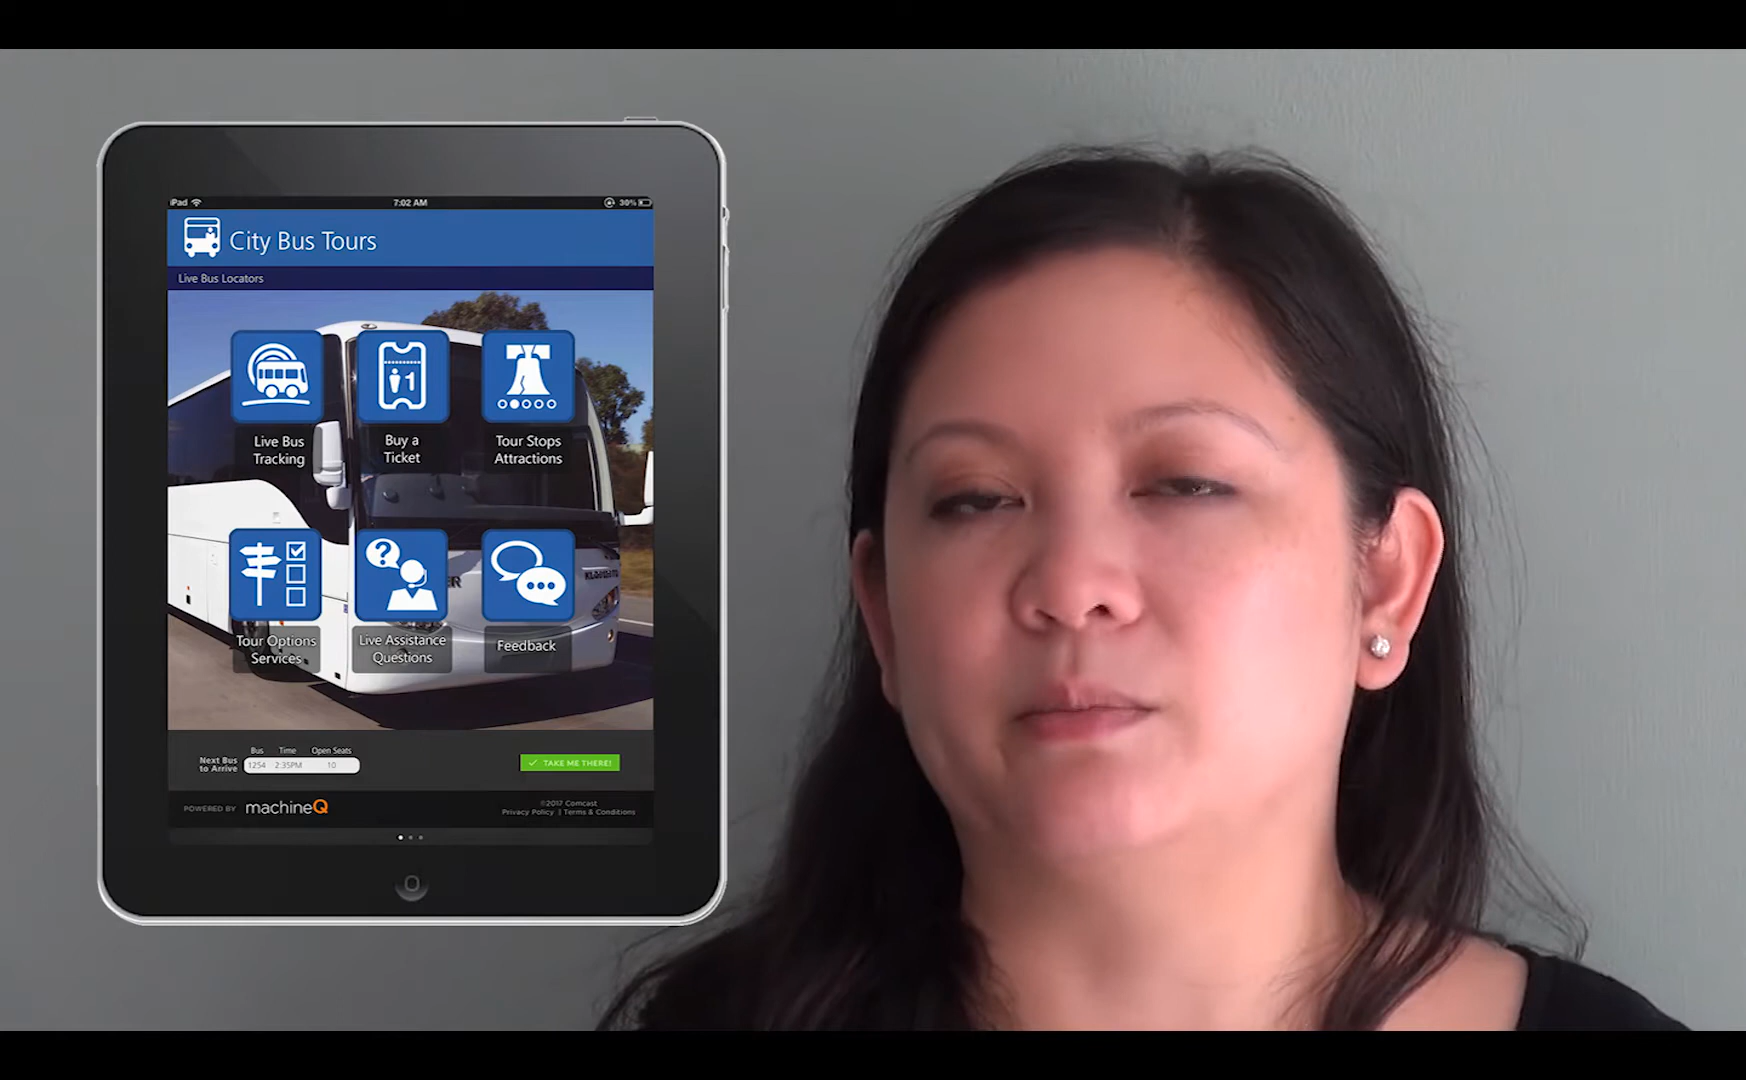 iPad 7:02 AM 30%
City Bus Tours
Live Bus Locators
1
Live Bus
Tracking
Buy a
Ticket
Tour Stops
Attractions
?
Tour Options
Services
Live Assistance
Questions
Feedback
Bus Time Open Seats
Next Bus
to Arrive
1254 2:35PM 10
TAKE ME THERE!
POWERED BY machineQ
©2017 Comcast
Privacy Policy | Terms & Conditions